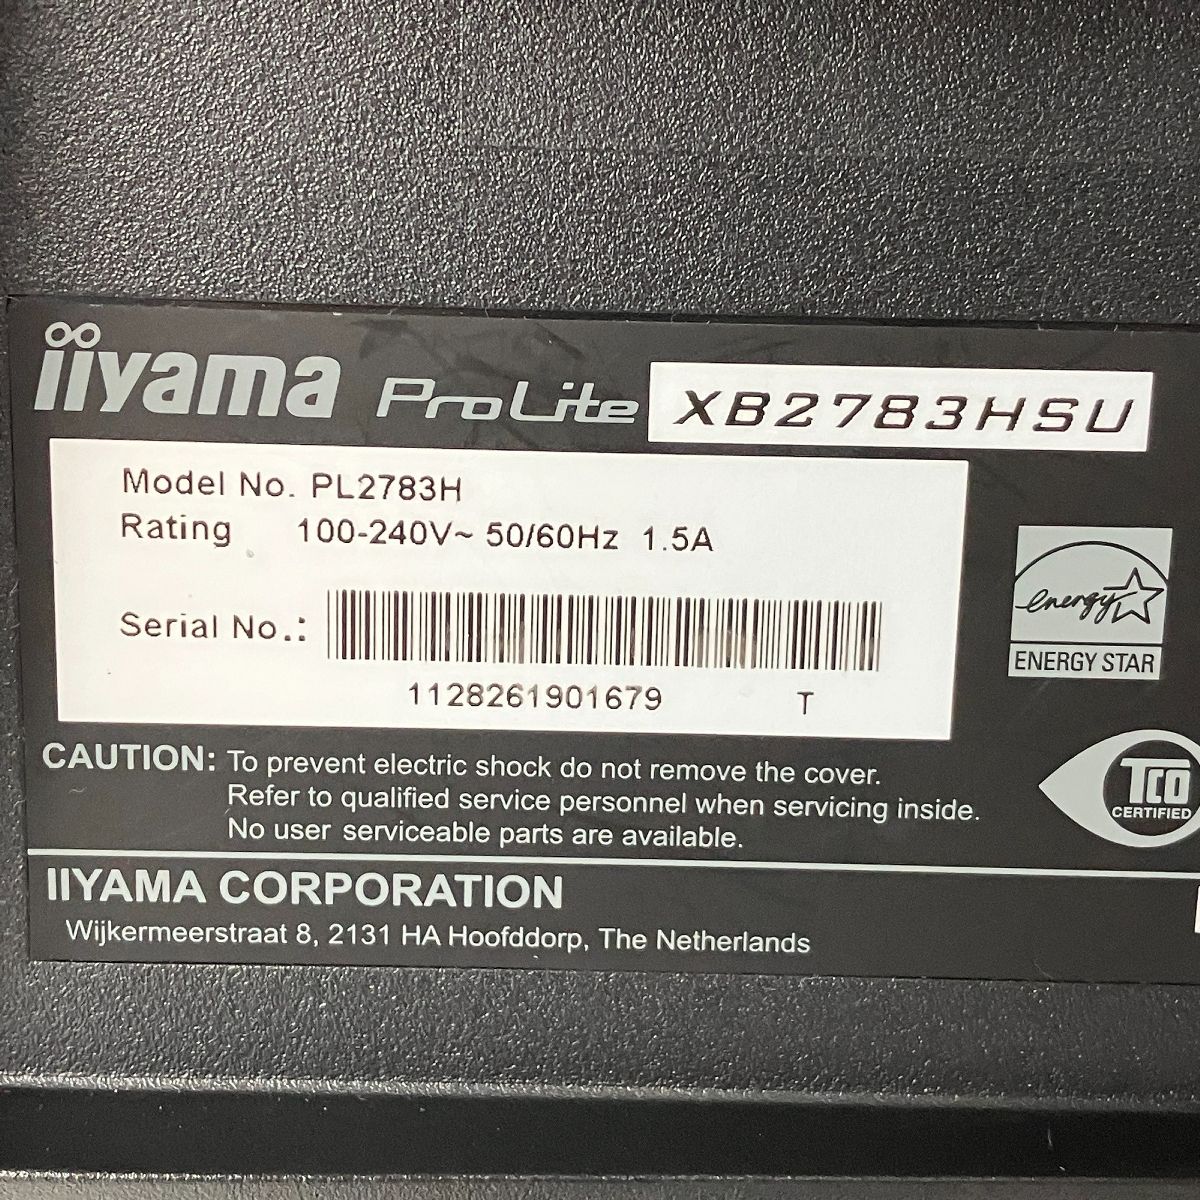 iiyama ProLite XB2783HSU
Model No. PL2783H
Rating 100-240V~ 50/60Hz 1.5A
Serial No.:
1128261901679 T
energy
ENERGY STAR
CAUTION: To prevent electric shock do not remove the cover.
Refer to qualified service personnel when servicing inside.
No user serviceable parts are available.
TCO
CERTIFIED
IIYAMA CORPORATION
Wijkermeerstraat 8, 2131 HA Hoofddorp, The Netherlands